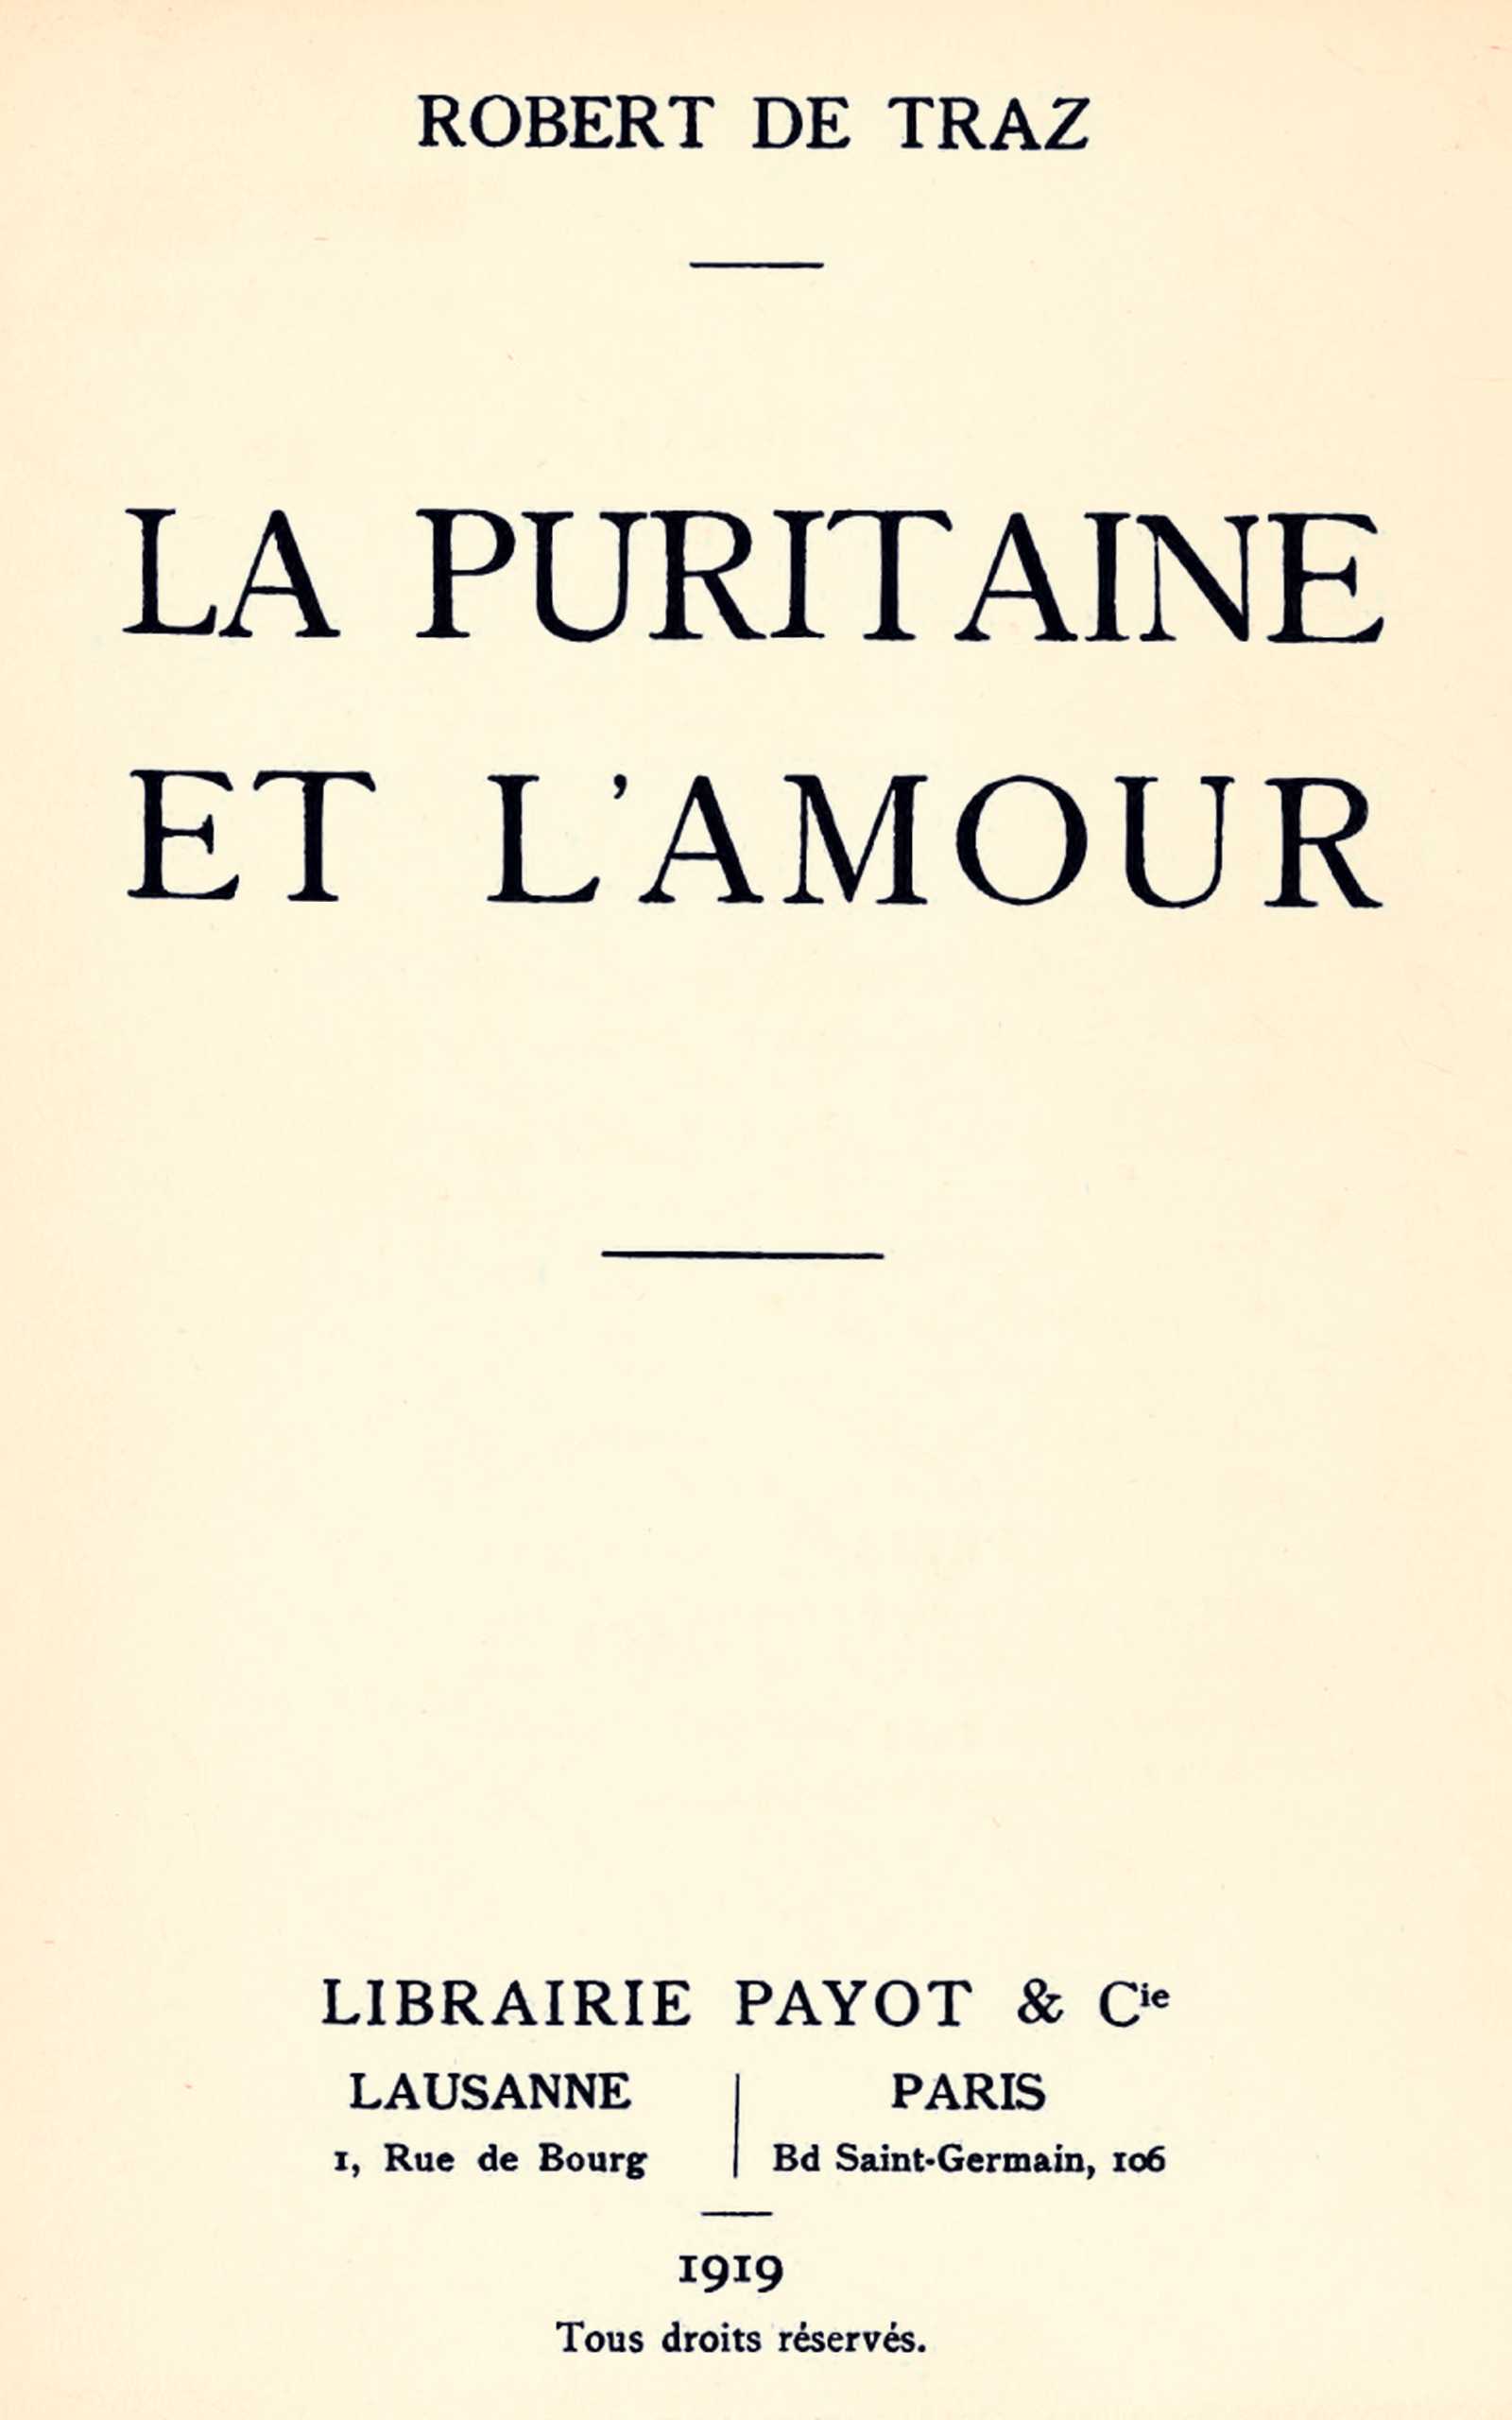 ROBERT DE TRAZ
LA PURITAINE
ET L'AMOUR
LIBRAIRIE PAYOT & Cie
LAUSANNE
1, Rue de Bourg
PARIS
Bd Saint-Germain, 106
1919
Tous droits réservés.